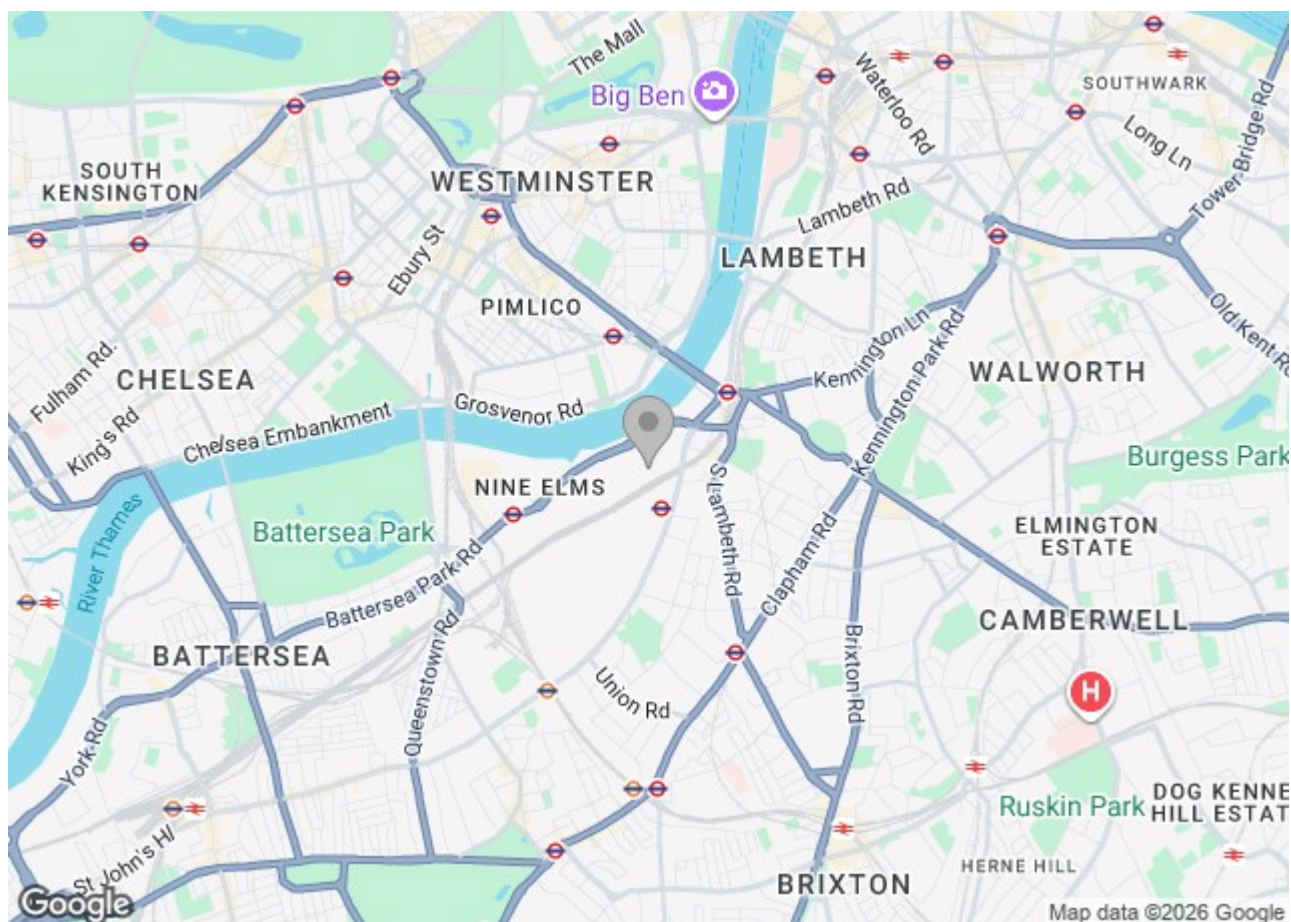 The Mall
Big Ben
Waterloo Rd
SOUTHWARK
Long Ln
Tower Bridge Rd
SOUTH
KENSINGTON
WESTMINSTER
Lambeth Rd
Ebury St
LAMBETH
PIMLICO
Old Kent Rd
Kennington Ln
Kennington Park Rd
WALWORTH
Fulham Rd.
CHELSEA
King's Rd
Chelsea Embankment
Grosvenor Rd
Burgess Park
NINE ELMS
S Lambeth Rd
Clapham Rd
Battersea Park
ELMINGTON
ESTATE
River Thames
Battersea Park Rd
CAMBERWELL
BATTERSEA
Queenstown Rd
Union Rd
Brixton Rd
H
York Rd
Ruskin Park
DOG KENNE
HILL ESTAT
St John's Hl
HERNE HILL
BRIXTON
Google
Map data ©2026 Google